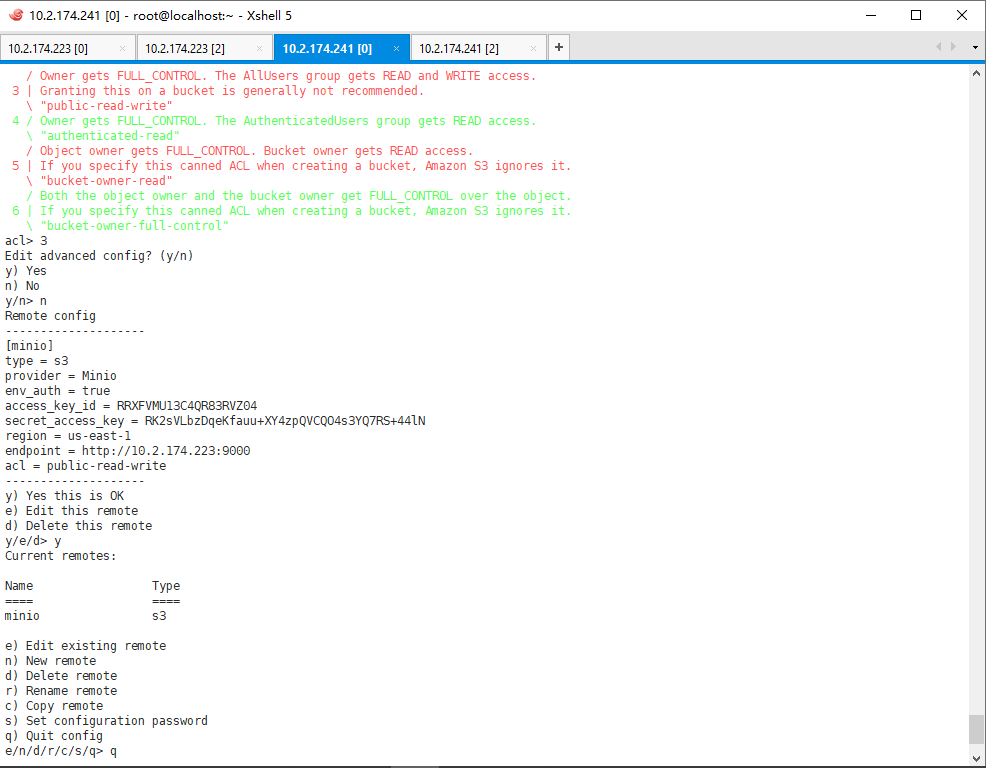 10.2.174.241 [0] - root@localhost:~ - Xshell 5
10.2.174.223 [0] × 10.2.174.223 [2] × 10.2.174.241 [0] × 10.2.174.241 [2] × +
/ Owner gets FULL_CONTROL. The AllUsers group gets READ and WRITE access.
3 | Granting this on a bucket is generally not recommended.
\ "public-read-write"
4 / Owner gets FULL_CONTROL. The AuthenticatedUsers group gets READ access.
\ "authenticated-read"
/ Object owner gets FULL_CONTROL. Bucket owner gets READ access.
5 | If you specify this canned ACL when creating a bucket, Amazon S3 ignores it.
\ "bucket-owner-read"
/ Both the object owner and the bucket owner get FULL_CONTROL over the object.
6 | If you specify this canned ACL when creating a bucket, Amazon S3 ignores it.
\ "bucket-owner-full-control"
acl> 3
Edit advanced config? (y/n)
y) Yes
n) No
y/n> n
Remote config
--------------------
[minio]
type = s3
provider = Minio
env_auth = true
access_key_id = RRXFVMU13C4QR83RVZ04
secret_access_key = RK2sVLbzDqeKfauu+XY4zpQVCQO4s3YQ7RS+44lN
region = us-east-1
endpoint = http://10.2.174.223:9000
acl = public-read-write
--------------------
y) Yes this is OK
e) Edit this remote
d) Delete this remote
y/e/d> y
Current remotes:
Name Type
==== ====
minio s3
e) Edit existing remote
n) New remote
d) Delete remote
r) Rename remote
c) Copy remote
s) Set configuration password
q) Quit config
e/n/d/r/c/s/q> q